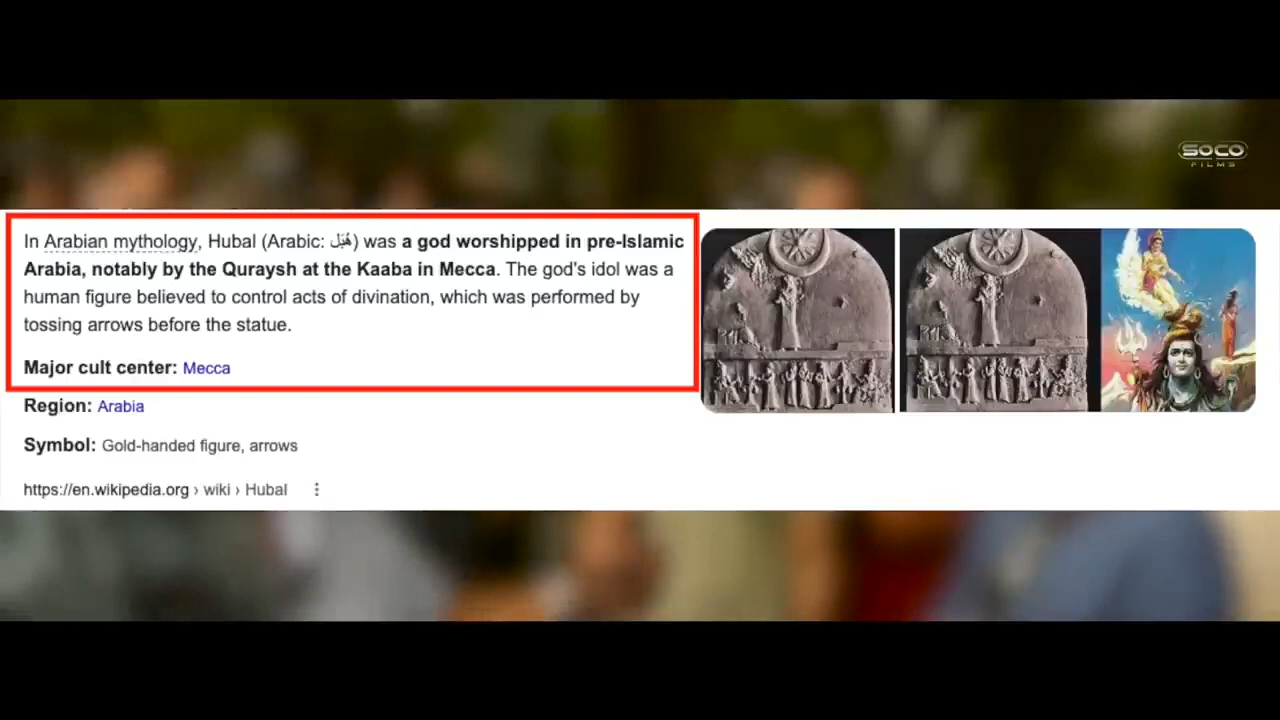 SOCO
FILMS
In Arabian mythology, Hubal (Arabic: هُبَل) was a god worshipped in pre-Islamic
Arabia, notably by the Quraysh at the Kaaba in Mecca. The god's idol was a
human figure believed to control acts of divination, which was performed by
tossing arrows before the statue.
Major cult center: Mecca
Region: Arabia
Symbol: Gold-handed figure, arrows
https://en.wikipedia.org › wiki › Hubal